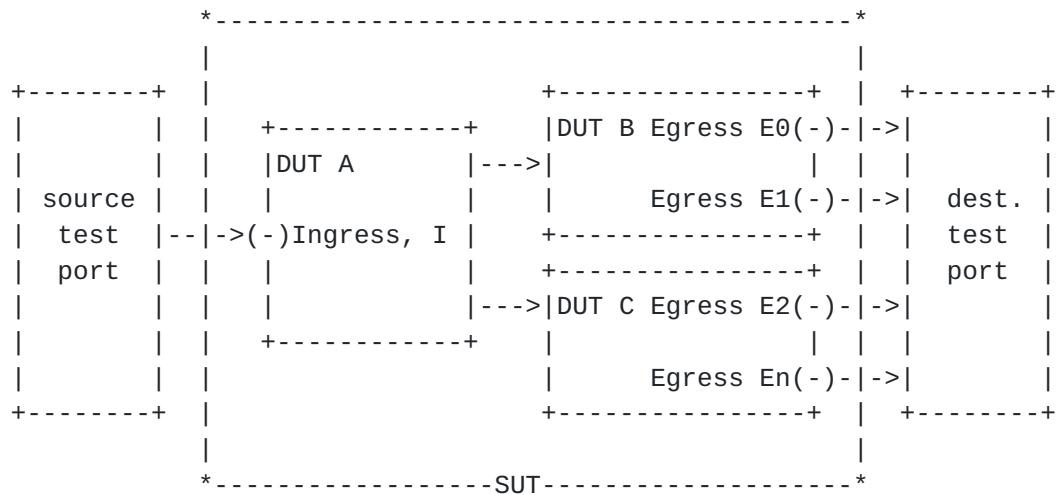 DUT B Egress E0(-)
DUT A
source Egress E1(-) dest.
test (-)Ingress, I test
port port
DUT C Egress E2(-)
Egress En(-)
SUT